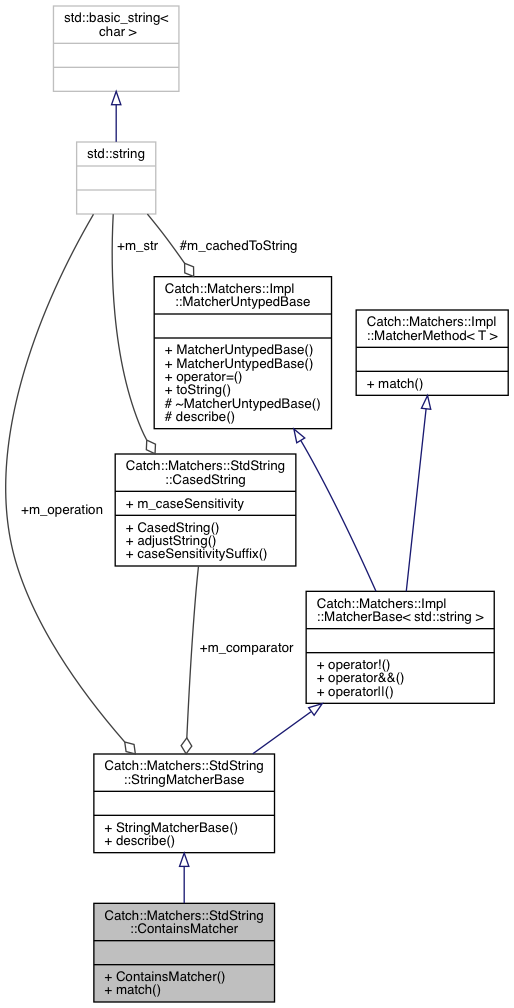 std::basic_string<
char >
std::string
+m_str
#m_cachedToString
Catch::Matchers::Impl
::MatcherUntypedBase
+ MatcherUntypedBase()
+ MatcherUntypedBase()
+ operator=()
+ toString()
# ~MatcherUntypedBase()
# describe()
Catch::Matchers::Impl
::MatcherMethod< T >
+ match()
Catch::Matchers::StdString
::CasedString
+ m_caseSensitivity
+ CasedString()
+ adjustString()
+ caseSensitivitySuffix()
+m_operation
Catch::Matchers::Impl
::MatcherBase< std::string >
+ operator!()
+ operator&&()
+ operator||()
+m_comparator
Catch::Matchers::StdString
::StringMatcherBase
+ StringMatcherBase()
+ describe()
Catch::Matchers::StdString
::ContainsMatcher
+ ContainsMatcher()
+ match()